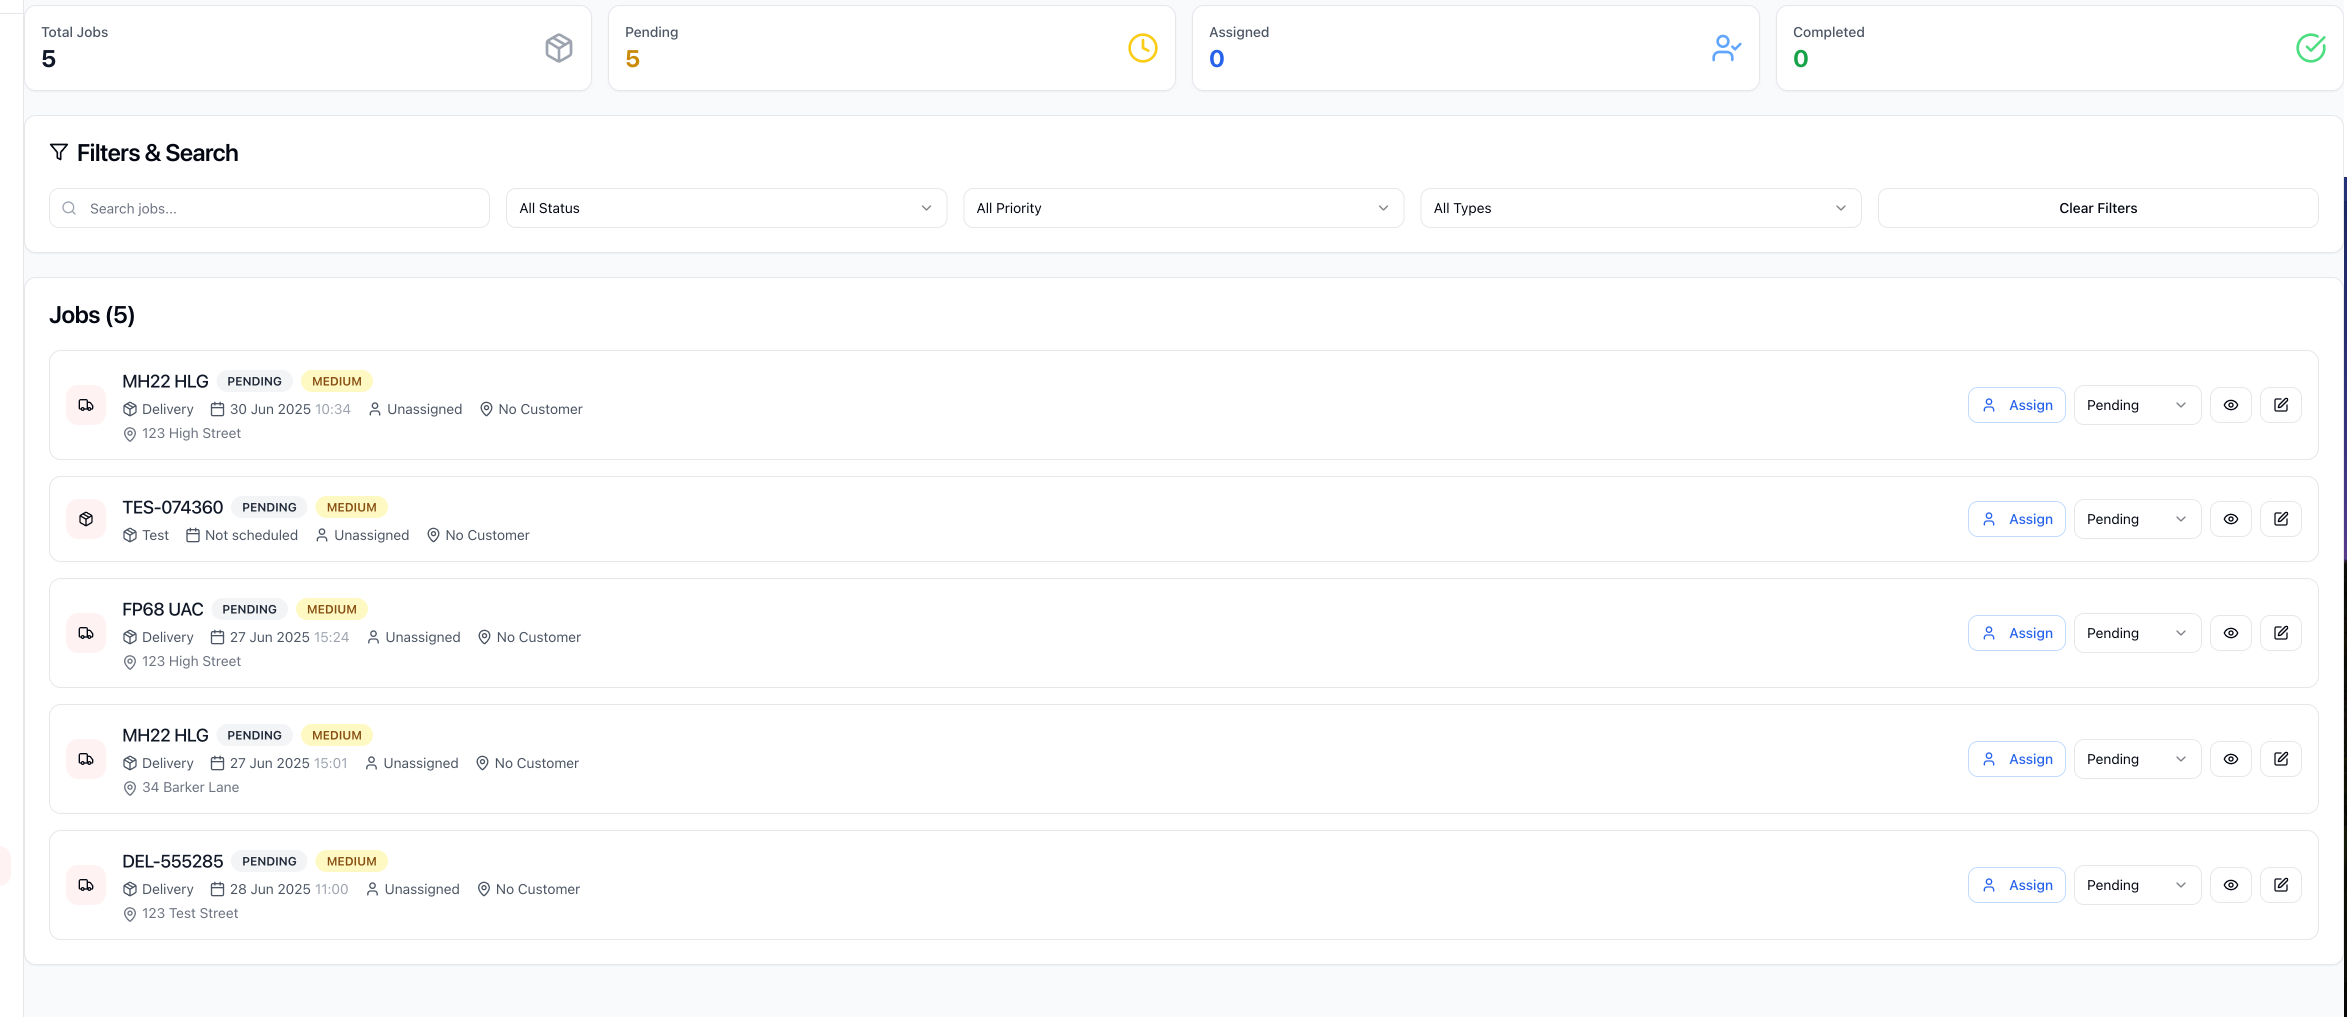 Total Jobs
5
Pending
5
Assigned
0
Completed
0
Filters & Search
Search jobs...
All Status
All Priority
All Types
Clear Filters
Jobs (5)
MH22 HLG PENDING MEDIUM
Delivery 30 Jun 2025 10:34 Unassigned No Customer
123 High Street
Assign Pending
TES-074360 PENDING MEDIUM
Test Not scheduled Unassigned No Customer
Assign Pending
FP68 UAC PENDING MEDIUM
Delivery 27 Jun 2025 15:24 Unassigned No Customer
123 High Street
Assign Pending
MH22 HLG PENDING MEDIUM
Delivery 27 Jun 2025 15:01 Unassigned No Customer
34 Barker Lane
Assign Pending
DEL-555285 PENDING MEDIUM
Delivery 28 Jun 2025 11:00 Unassigned No Customer
123 Test Street
Assign Pending